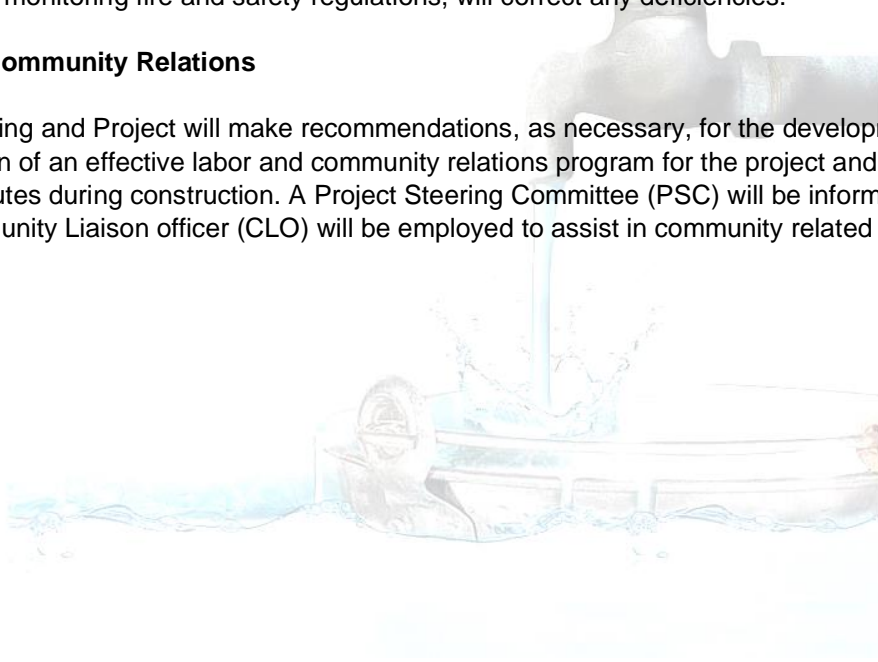 monitoring fire and safety regulations, will correct any deficiencies.
ommunity Relations
ing and Project will make recommendations, as necessary, for the develop
n of an effective labor and community relations program for the project and
utes during construction. A Project Steering Committee (PSC) will be inform
unity Liaison officer (CLO) will be employed to assist in community related